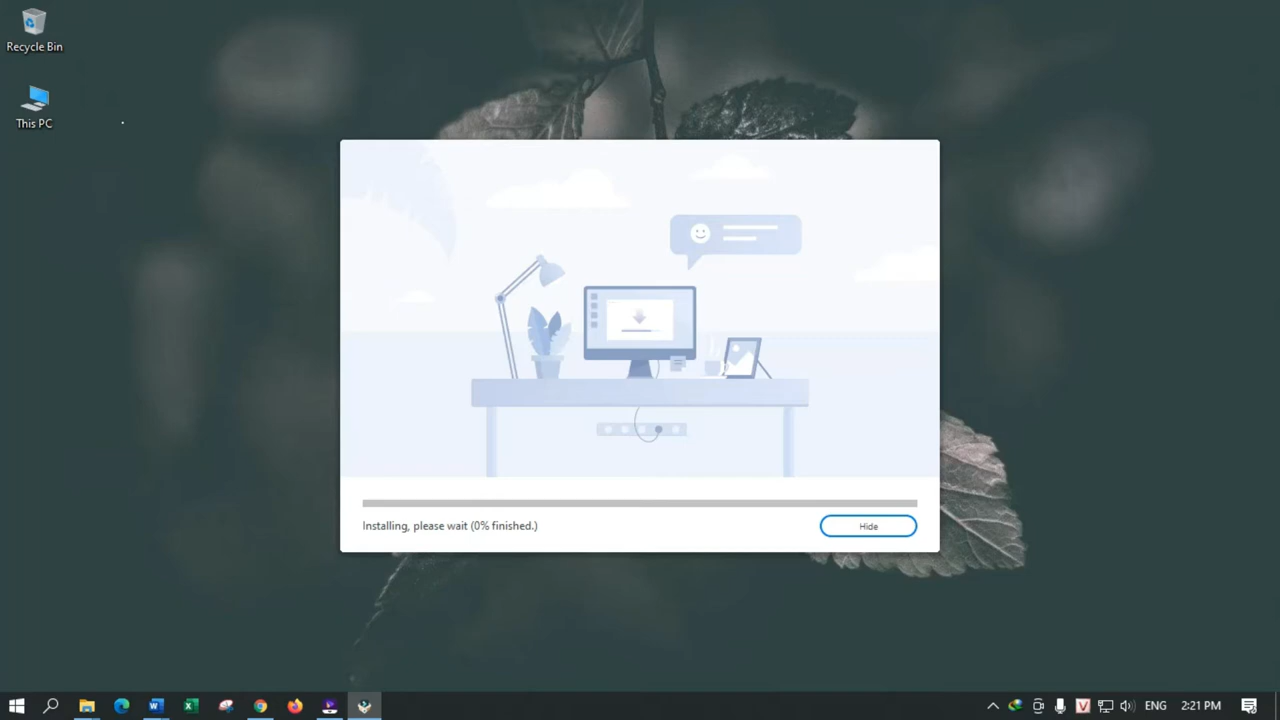 Recycle Bin
This PC
Installing, please wait (0% finished.)
Hide
ENG
2:21 PM